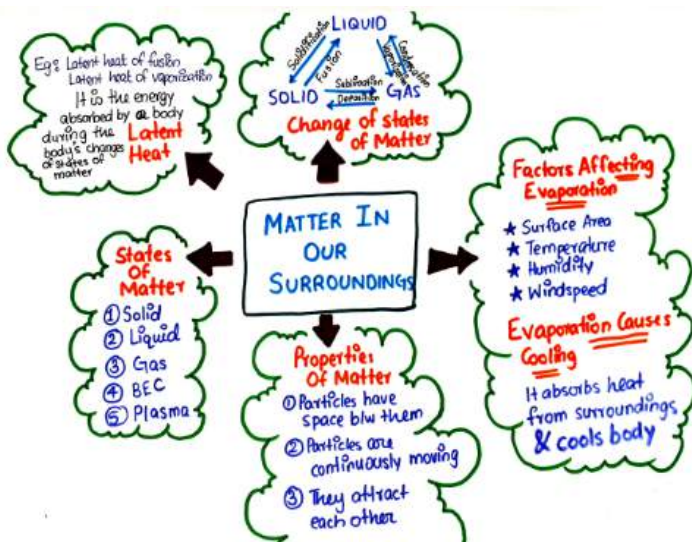 Eg: Latent heat of fusion
Latent heat of vaporization
It is the energy
absorbed by a body
during the
body's changes
of states of
matter
Latent
Heat
LIQUID
Solidification
Fusion
Condensation
Vaporization
SOLID
Sublimation
Deposition
GAS
Change of States
of Matter
MATTER IN
OUR
SURROUNDINGS
Factors Affecting
Evaporation
★ Surface Area
★ Temperature
★ Humidity
★ Windspeed
Evaporation Causes
Cooling
It absorbs heat
from surroundings
& cools body
States
Of
Matter
① Solid
② Liquid
③ Gas
④ BEC
⑤ Plasma
Properties
Of Matter
① Particles have
space b/w them
② Particles are
continuously moving
③ They attract
each other